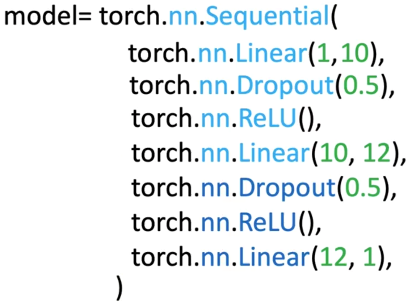 model= torch.nn.Sequential(
torch.nn.Linear(1,10),
torch.nn.Dropout(0.5),
torch.nn.ReLU(),
torch.nn.Linear(10, 12),
torch.nn.Dropout(0.5),
torch.nn.ReLU(),
torch.nn.Linear(12, 1),
)